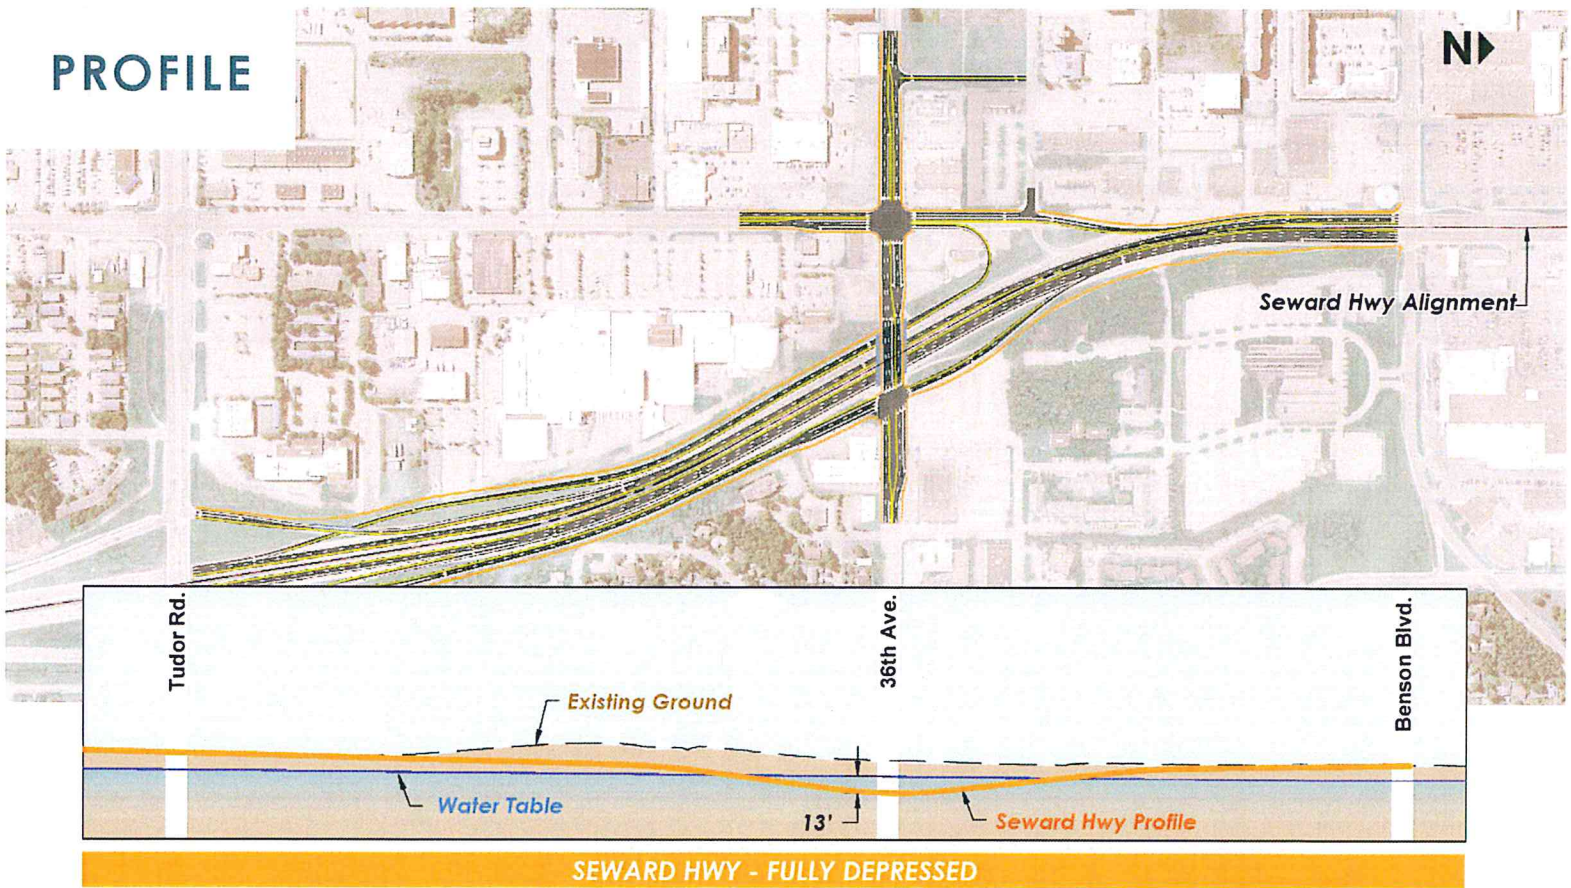 PROFILE
N
Seward Hwy Alignment
Tudor Rd.
36th Ave.
Benson Blvd.
Existing Ground
Water Table
13'
Seward Hwy Profile
SEWARD HWY - FULLY DEPRESSED